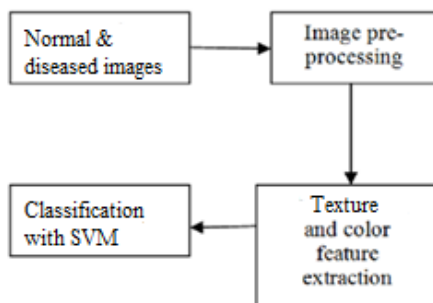 Normal &
diseased images
Image pre-
processing
Texture
and color
feature
extraction
Classification
with SVM